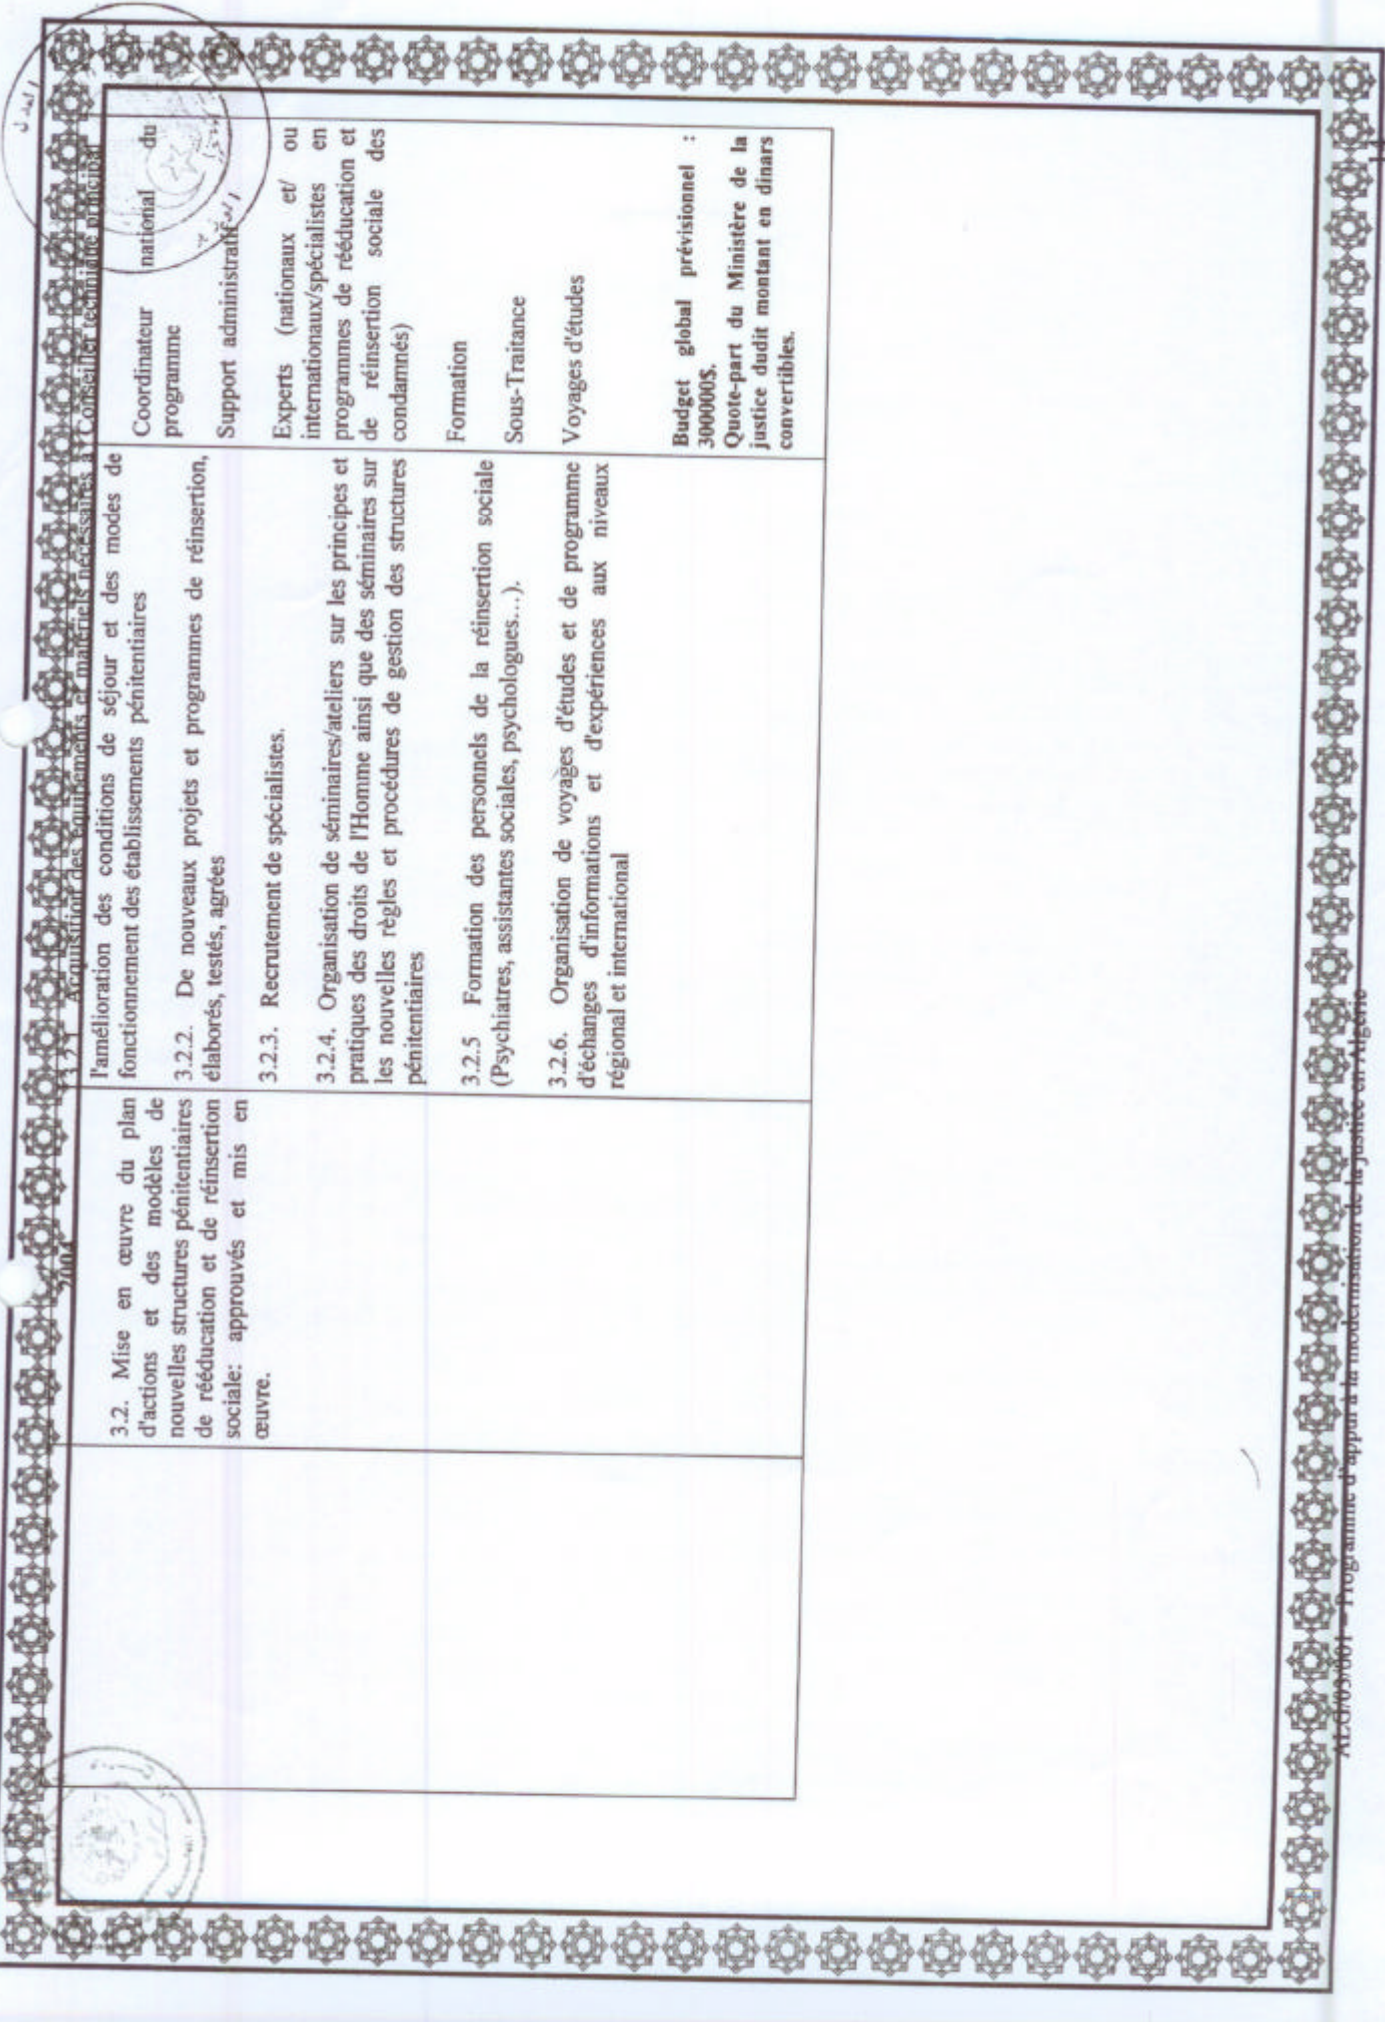 2004
3.2. Mise en œuvre du plan
d'actions et des modèles de
nouvelles structures pénitentiaires
de rééducation et de réinsertion
sociale: approuvés et mis en
œuvre.
3.2.1 Acquisition des équipements et matériels nécessaires à
l'amélioration des conditions de séjour et des modes de
fonctionnement des établissements pénitentiaires
3.2.2. De nouveaux projets et programmes de réinsertion,
élaborés, testés, agrées
3.2.3. Recrutement de spécialistes.
3.2.4. Organisation de séminaires/ateliers sur les principes et
pratiques des droits de l'Homme ainsi que des séminaires sur
les nouvelles règles et procédures de gestion des structures
pénitentiaires
3.2.5 Formation des personnels de la réinsertion sociale
(Psychiatres, assistantes sociales, psychologues...).
3.2.6. Organisation de voyages d'études et de programme
d'échanges d'informations et d'expériences aux niveaux
régional et international
Conseiller technique principal
Coordinateur national du
programme
Support administratif
Experts (nationaux et/ ou
internationaux/spécialistes en
programmes de rééducation et
de réinsertion sociale des
condamnés)
Formation
Sous-Traitance
Voyages d'études
Budget global prévisionnel :
300000$.
Quote-part du Ministère de la
justice dudit montant en dinars
convertibles.
ALG/03/001 – Programme d'appui à la modernisation de la justice en Algérie